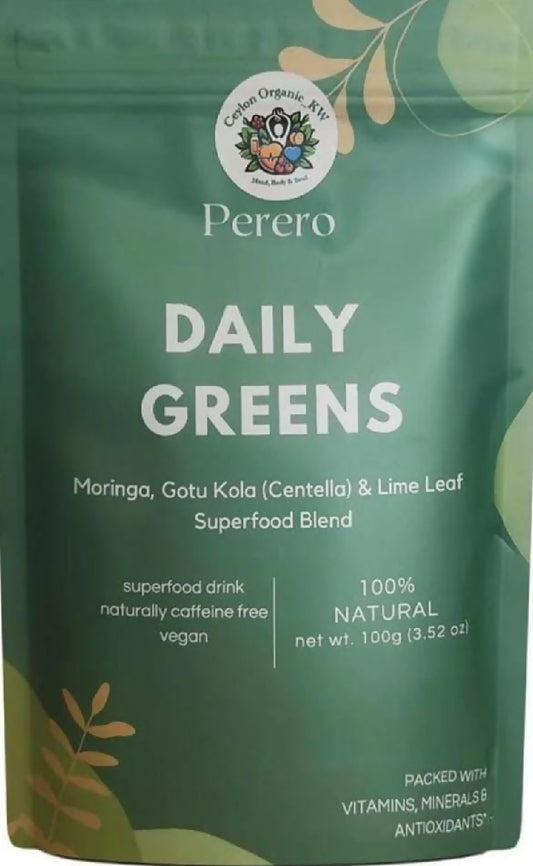 Ceylon Organic_KW
Mind, Body & Soul
Perero
DAILY
GREENS
Moringa, Gotu Kola (Centella) & Lime Leaf
Superfood Blend
superfood drink
naturally caffeine free
vegan
100%
NATURAL
net wt. 100g (3.52 oz)
PACKED WITH
VITAMINS, MINERALS &
ANTIOXIDANTS*